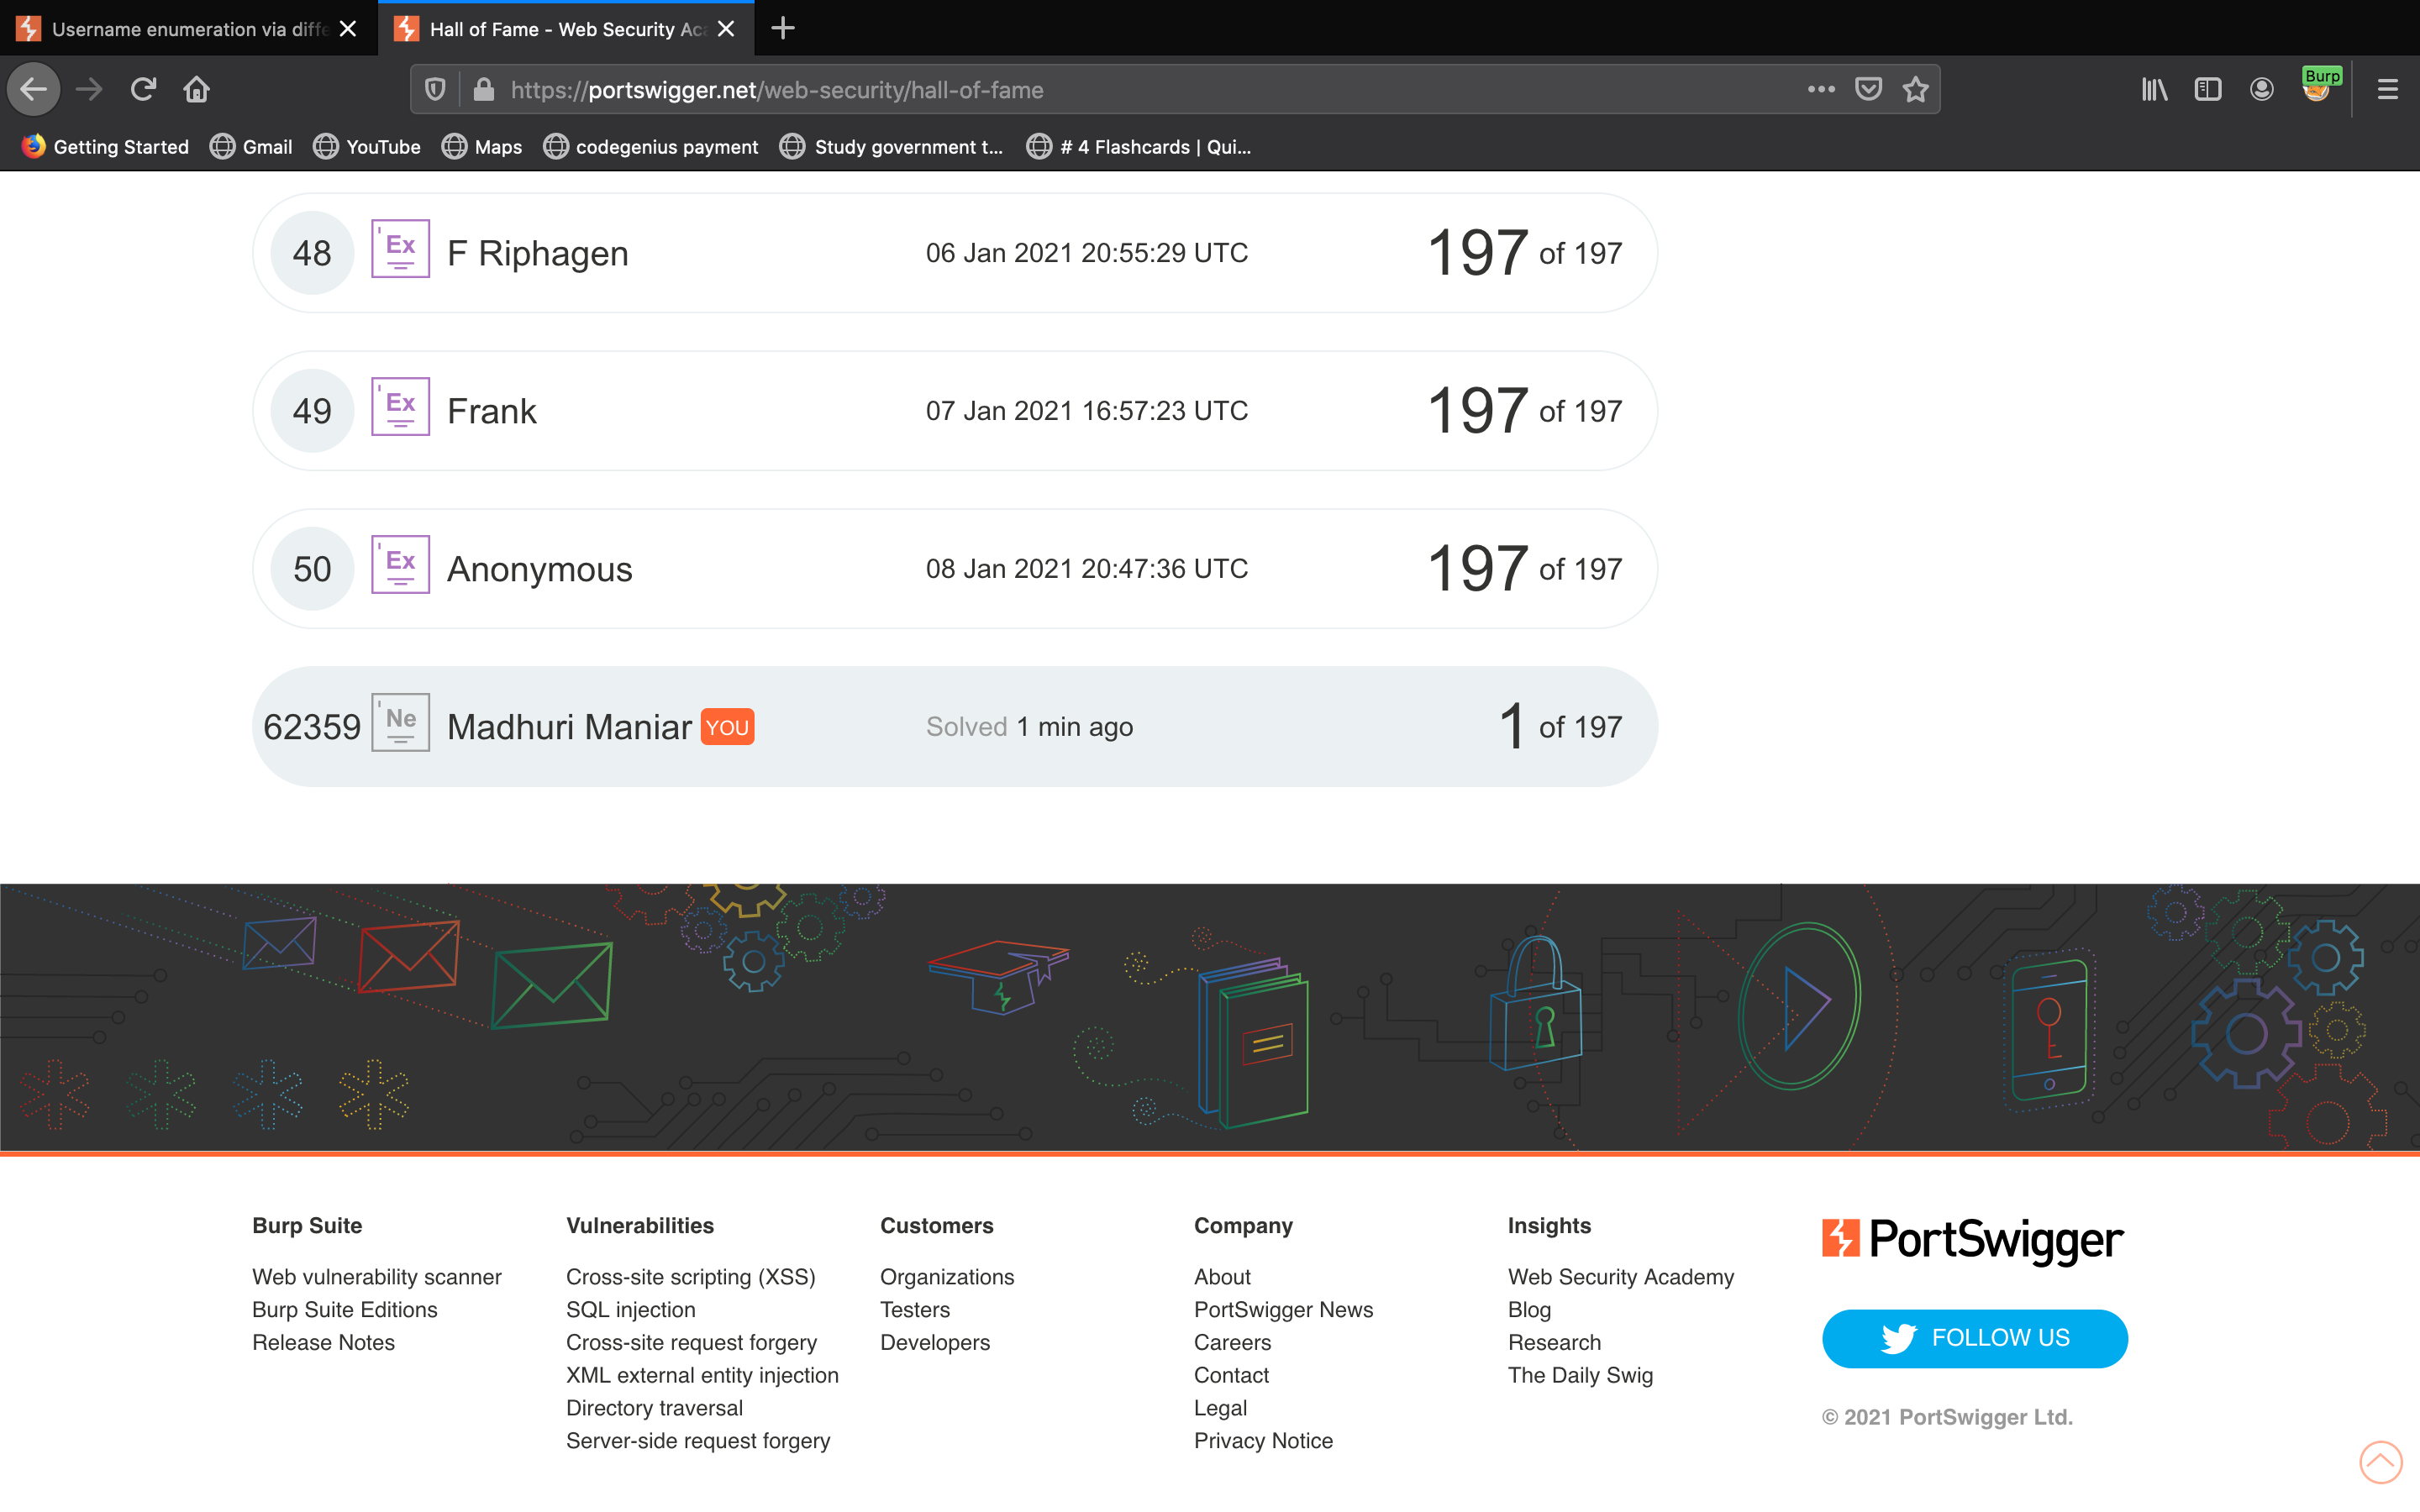 Username enumeration via diffe
Hall of Fame - Web Security Aca
https://portswigger.net/web-security/hall-of-fame
Burp
Getting Started Gmail YouTube Maps codegenius payment Study government t... # 4 Flashcards | Qui...
48 Ex F Riphagen 06 Jan 2021 20:55:29 UTC 197 of 197
49 Ex Frank 07 Jan 2021 16:57:23 UTC 197 of 197
50 Ex Anonymous 08 Jan 2021 20:47:36 UTC 197 of 197
62359 Ne Madhuri Maniar YOU Solved 1 min ago 1 of 197
Burp Suite
Web vulnerability scanner
Burp Suite Editions
Release Notes
Vulnerabilities
Cross-site scripting (XSS)
SQL injection
Cross-site request forgery
XML external entity injection
Directory traversal
Server-side request forgery
Customers
Organizations
Testers
Developers
Company
About
PortSwigger News
Careers
Contact
Legal
Privacy Notice
Insights
Web Security Academy
Blog
Research
The Daily Swig
PortSwigger
FOLLOW US
© 2021 PortSwigger Ltd.